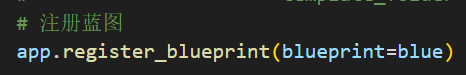 # 注册蓝图
app.register_blueprint(blueprint=blue)